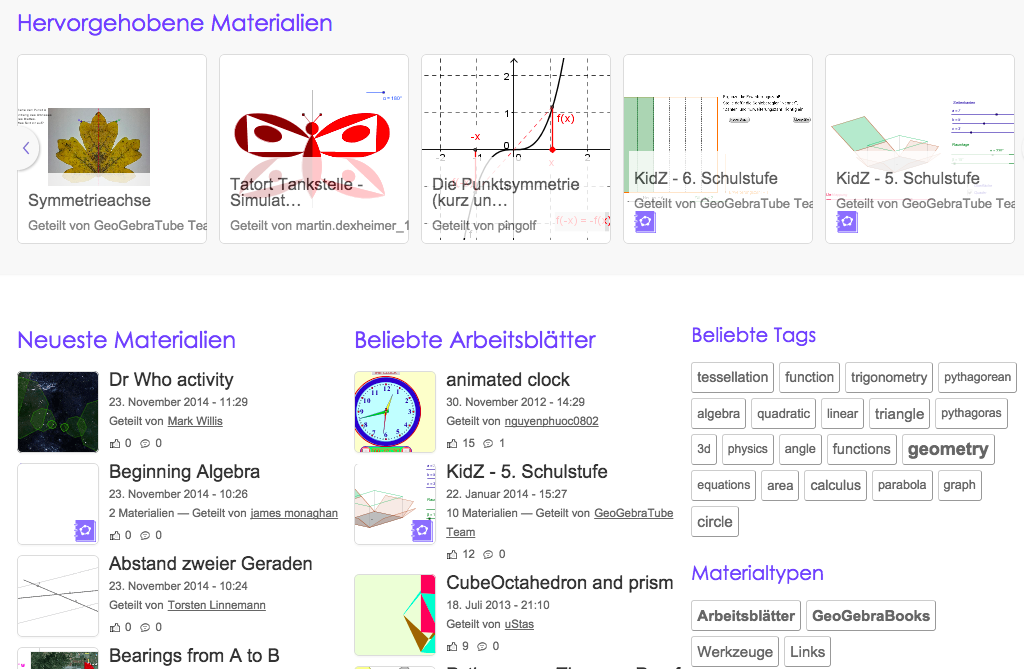 Hervorgehobene Materialien
Symmetrieachse
Geteilt von GeoGebraTube Tea
α = 180°
Tatort Tankstelle -
Simulat…
Geteilt von martin.dexheimer_1
-2
2
1
f(x)
-x
0
-1
0
x
2
Die Punktsymmetrie
(kurz un…
f(-x) = -f(
Geteilt von pingolf
KidZ - 6. Schulstufe
Geteilt von GeoGebraTube Tea
KidZ - 5. Schulstufe
Geteilt von GeoGebraTube Tea
Neueste Materialien
Dr Who activity
23. November 2014 - 11:29
Geteilt von Mark Willis
0 0
Beginning Algebra
23. November 2014 - 10:26
2 Materialien — Geteilt von james monaghan
0 0
Abstand zweier Geraden
23. November 2014 - 10:24
Geteilt von Torsten Linnemann
0 0
Bearings from A to B
Beliebte Arbeitsblätter
animated clock
30. November 2012 - 14:29
Geteilt von nguyenphuoc0802
15 1
KidZ - 5. Schulstufe
22. Januar 2014 - 15:27
10 Materialien — Geteilt von GeoGebraTube
Team
12 0
CubeOctahedron and prism
18. Juli 2013 - 21:10
Geteilt von uStas
9 0
Beliebte Tags
tessellation function trigonometry pythagorean
algebra quadratic linear triangle pythagoras
3d physics angle functions geometry
equations area calculus parabola graph
circle
Materialtypen
Arbeitsblätter GeoGebraBooks
Werkzeuge Links